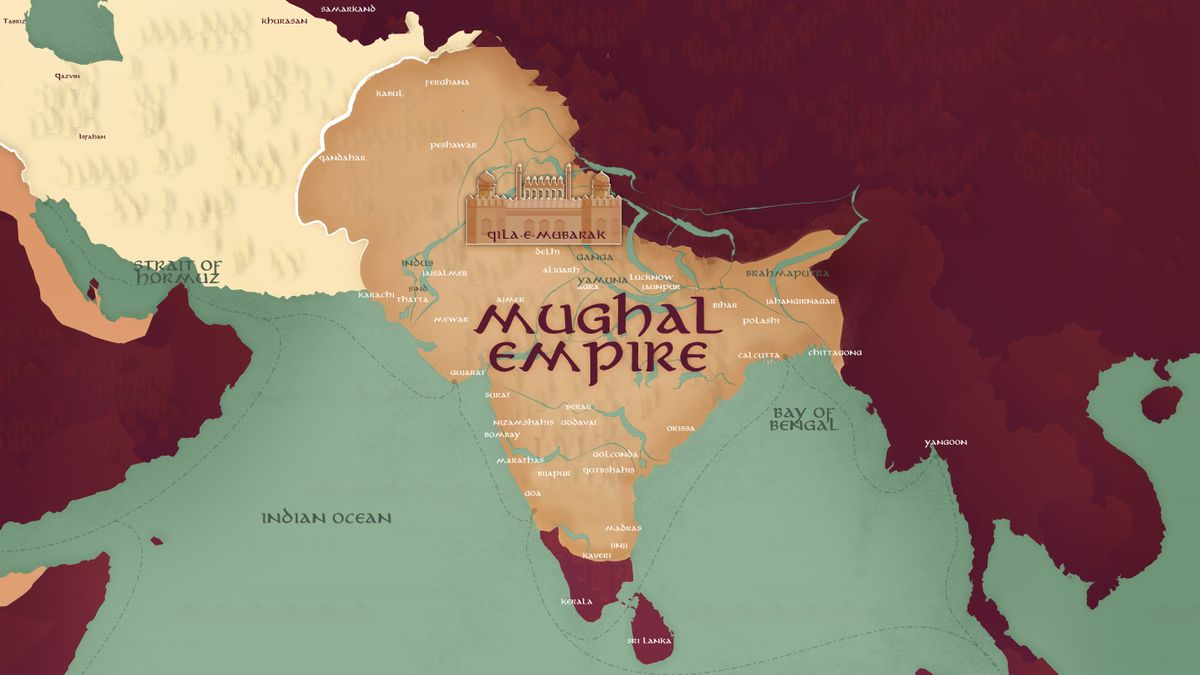 SAMARKAND
TABRIZ
KHURASAN
QAZVIN
ISFAHAN
FERGHANA
KABUL
PESHAWAR
QANDAHAR
QILA-E-MUBARAK
STRAIT OF
HORMUZ
DELHI
GANGA
INDUS
JAISALMER
ALIGARH
YAMUNA
LUCKNOW
BRAHMAPUTRA
SIND
AGRA
JAUNPUR
KARACHI
THATTA
AJMER
BIHAR
JAHANGIRNAGAR
MEWAR
MUGHAL
EMPIRE
POLASHI
CALCUTTA
CHITTAGONG
GUJARAT
SURAT
BERAR
NIZAMSHAHIS
GODAVAI
BOMBAY
ORISSA
BAY OF
BENGAL
YANGOON
MARATHAS
GOLCONDA
BIJAPUR
QUTBSHAHIS
GOA
INDIAN OCEAN
MADRAS
JINJI
KAVERI
KERALA
SRI LANKA